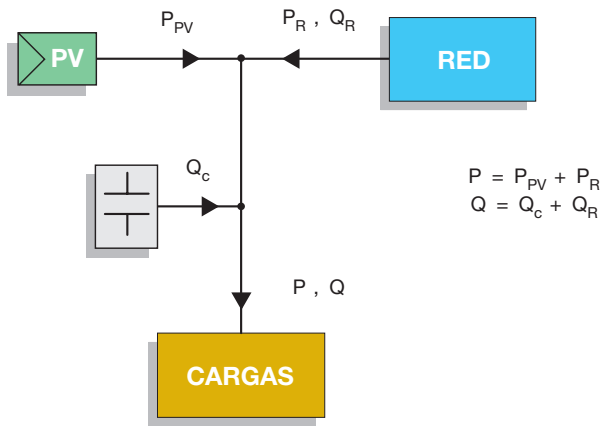 P_PV
P_R , Q_R
PV
RED
Q_c
P = P_PV + P_R
Q = Q_c + Q_R
P , Q
CARGAS